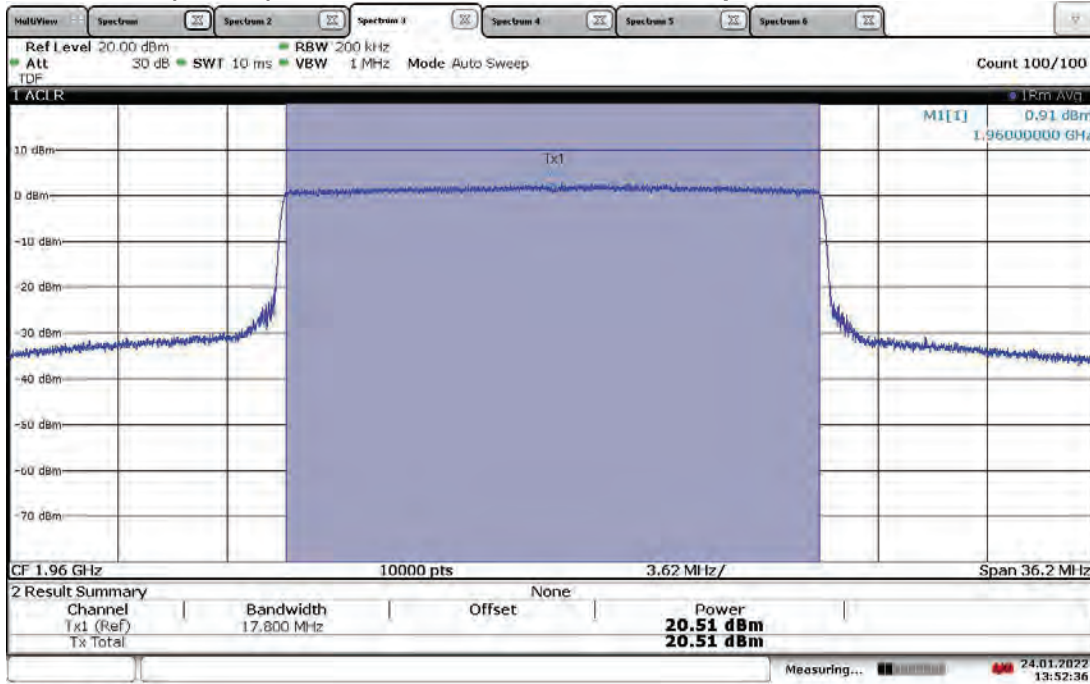 MultiView Spectrum Spectrum 2 Spectrum 3 Spectrum 4 Spectrum 5 Spectrum 6
Ref Level 20.00 dBm RBW 200 kHz
Att 30 dB SWT 10 ms VBW 1 MHz Mode Auto Sweep Count 100/100
TDF
1 ACLR 1Rm Avg
M1[1] 0.91 dBm
1.96000000 GHz
10 dBm
Tx1
0 dBm
-10 dBm
-20 dBm
-30 dBm
-40 dBm
-50 dBm
-60 dBm
-70 dBm
CF 1.96 GHz 10000 pts 3.62 MHz/ Span 36.2 MHz
2 Result Summary None
Channel Bandwidth Offset Power
Tx1 (Ref) 17.800 MHz 20.51 dBm
Tx Total 20.51 dBm
Measuring... 24.01.2022
13:52:30